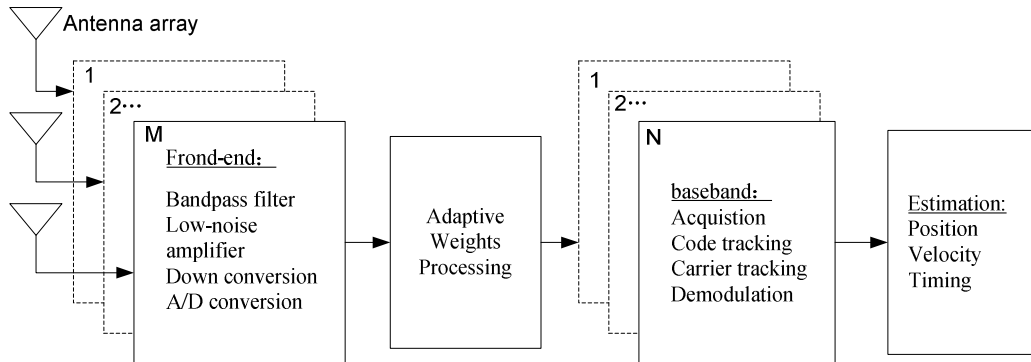 Antenna array
1
2···
M
Frond-end:
Bandpass filter
Low-noise
amplifier
Down conversion
A/D conversion
Adaptive
Weights
Processing
1
2···
N
baseband:
Acquistion
Code tracking
Carrier tracking
Demodulation
Estimation:
Position
Velocity
Timing